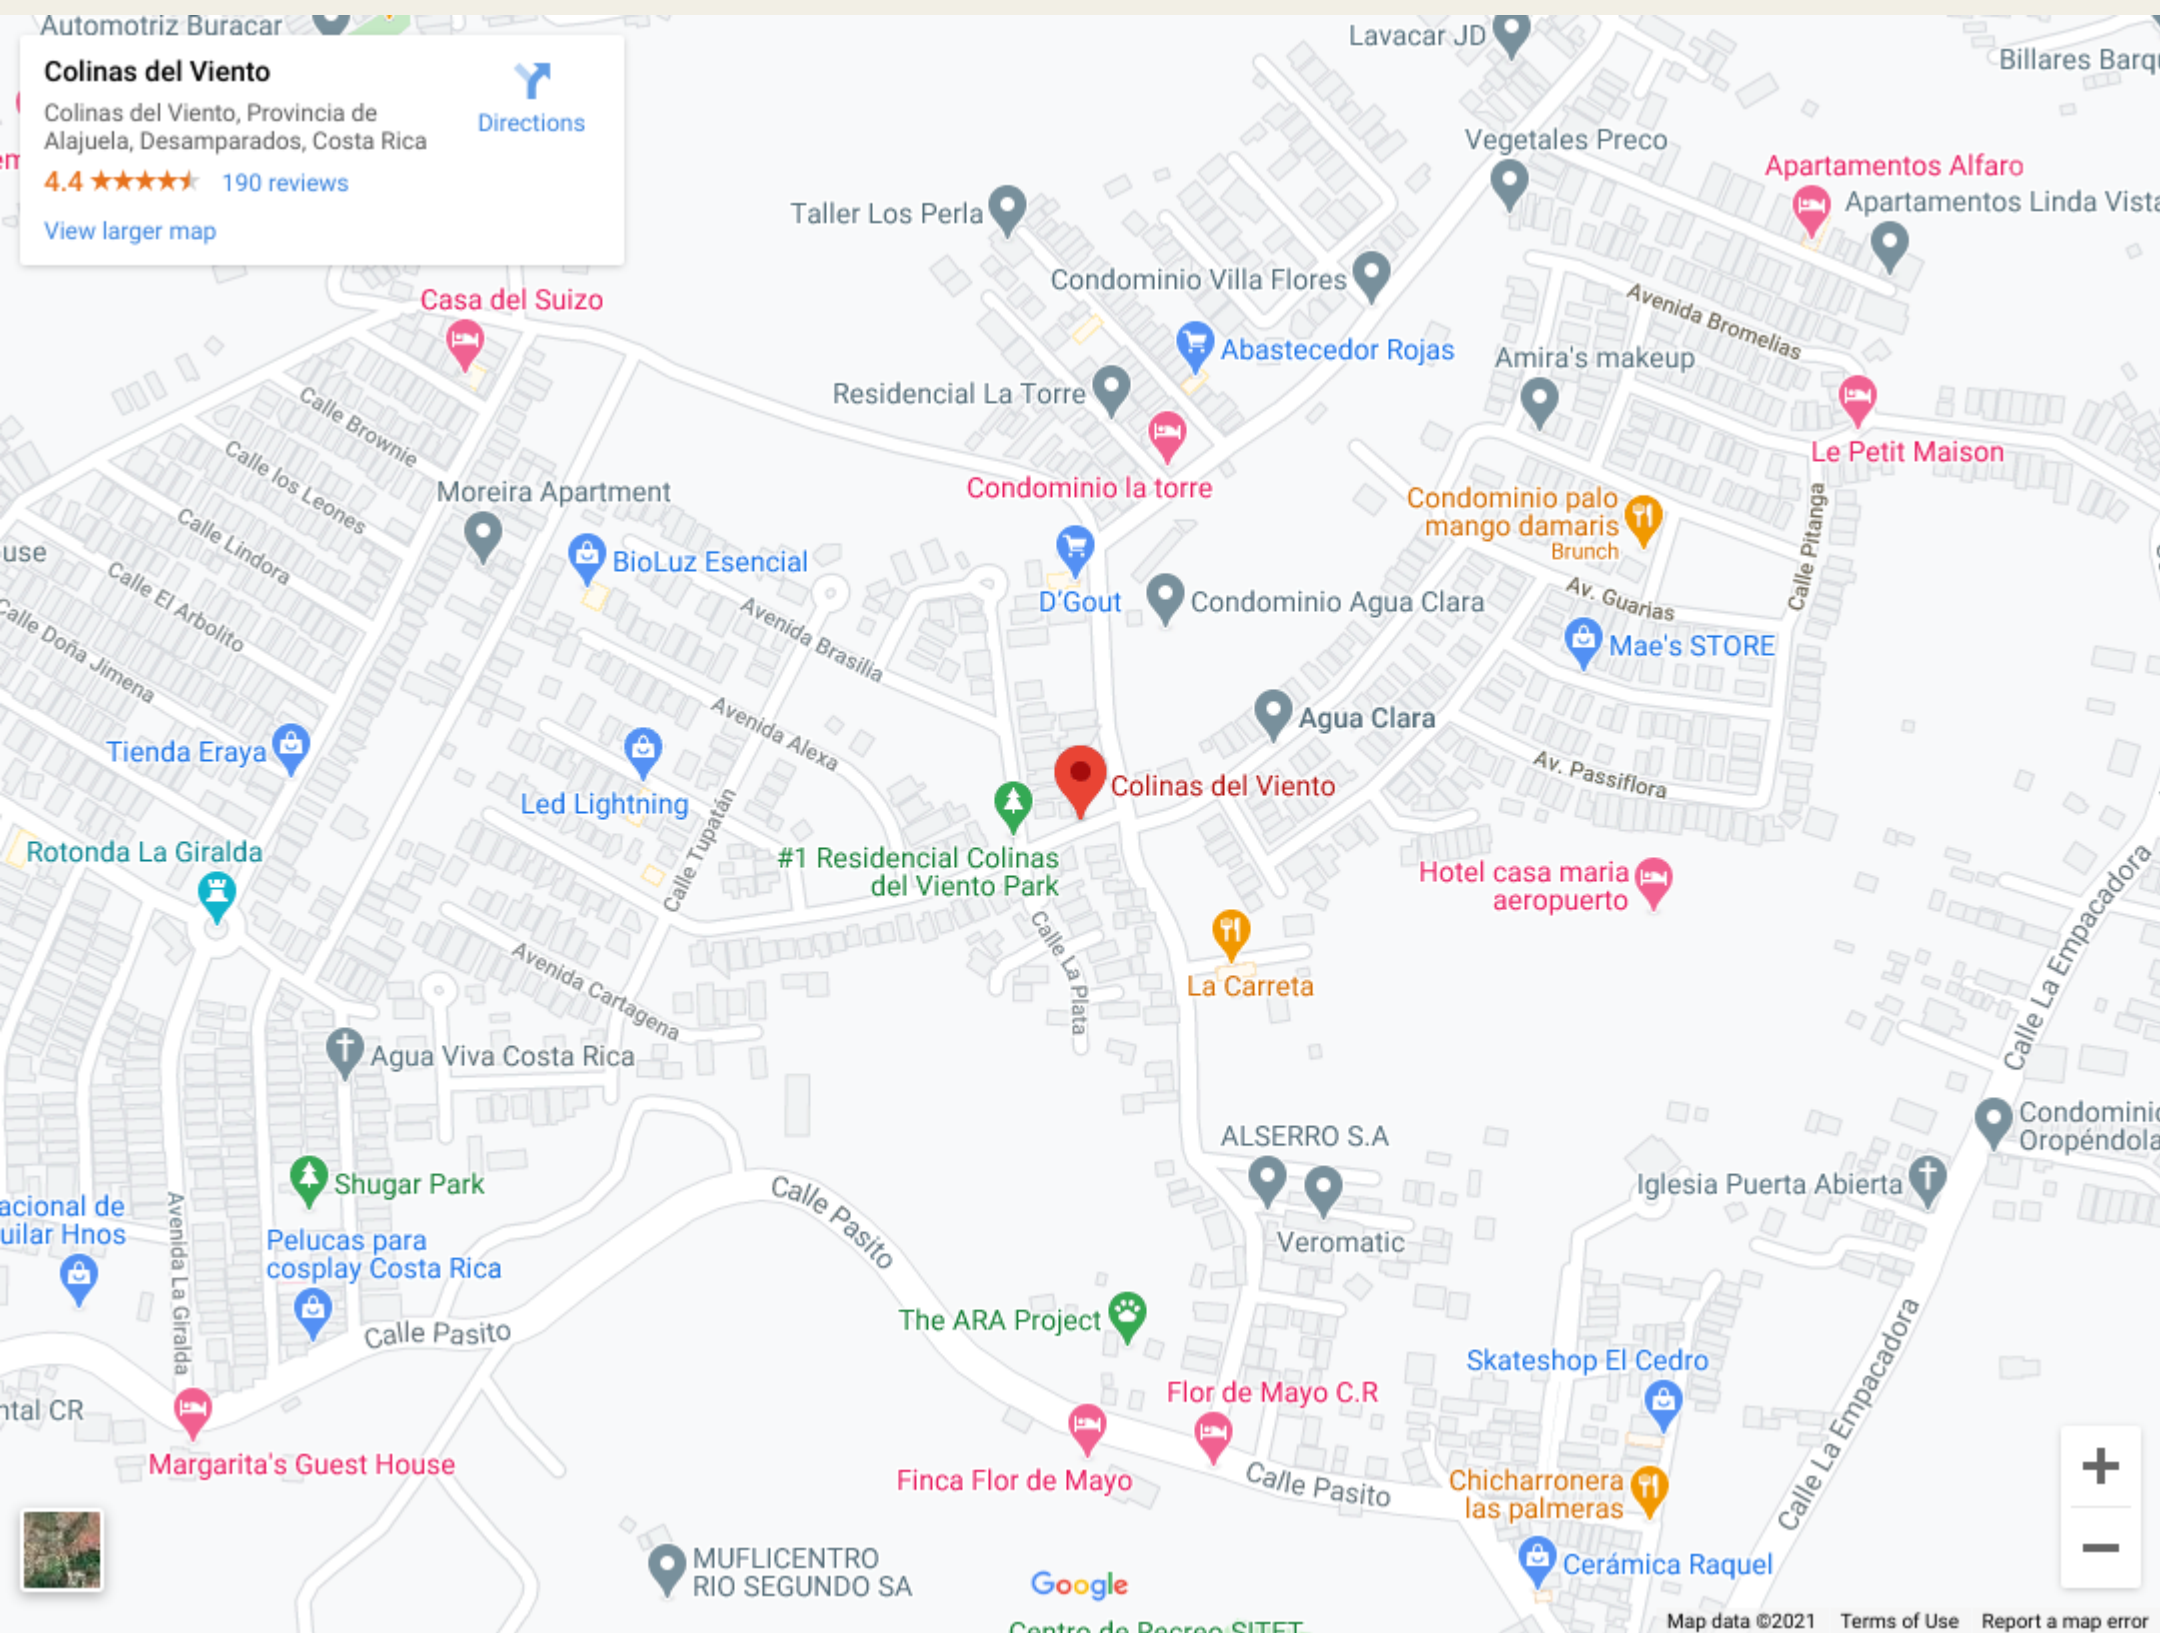 Automotriz Buracar
Colinas del Viento
Colinas del Viento, Provincia de
Alajuela, Desamparados, Costa Rica
4.4
190 reviews
Directions
View larger map
Lavacar JD
Billares Barq
Vegetales Preco
Apartamentos Alfaro
Apartamentos Linda Vista
Taller Los Perla
Condominio Villa Flores
Casa del Suizo
Avenida Bromelias
Abastecedor Rojas
Amira's makeup
Residencial La Torre
Calle Brownie
Le Petit Maison
Calle los Leones
Moreira Apartment
Condominio la torre
Condominio palo
mango damaris
Brunch
Calle Pitanga
Calle Lindora
use
BioLuz Esencial
D'Gout
Condominio Agua Clara
Av. Guarias
Calle El Arbolito
Avenida Brasilia
Mae's STORE
Calle Doña Jimena
Avenida Alexa
Agua Clara
Tienda Eraya
Colinas del Viento
Av. Passiflora
Led Lightning
Calle Tupatán
Rotonda La Giralda
#1 Residencial Colinas
del Viento Park
Hotel casa maria
aeropuerto
Calle La Empacadora
Calle La Plata
Avenida Cartagena
La Carreta
Agua Viva Costa Rica
Condominio
Oropéndola
ALSERRO S.A
Shugar Park
Calle Pasito
Iglesia Puerta Abierta
acional de
uilar Hnos
Avenida La Giralda
Pelucas para
cosplay Costa Rica
Veromatic
Calle Pasito
The ARA Project
Skateshop El Cedro
Calle La Empacadora
ntal CR
Flor de Mayo C.R
Margarita's Guest House
Finca Flor de Mayo
Calle Pasito
Chicharronera
las palmeras
MUFLICENTRO
RIO SEGUNDO SA
Google
Cerámica Raquel
Centro de Recreo SITET
Map data ©2021
Terms of Use
Report a map error